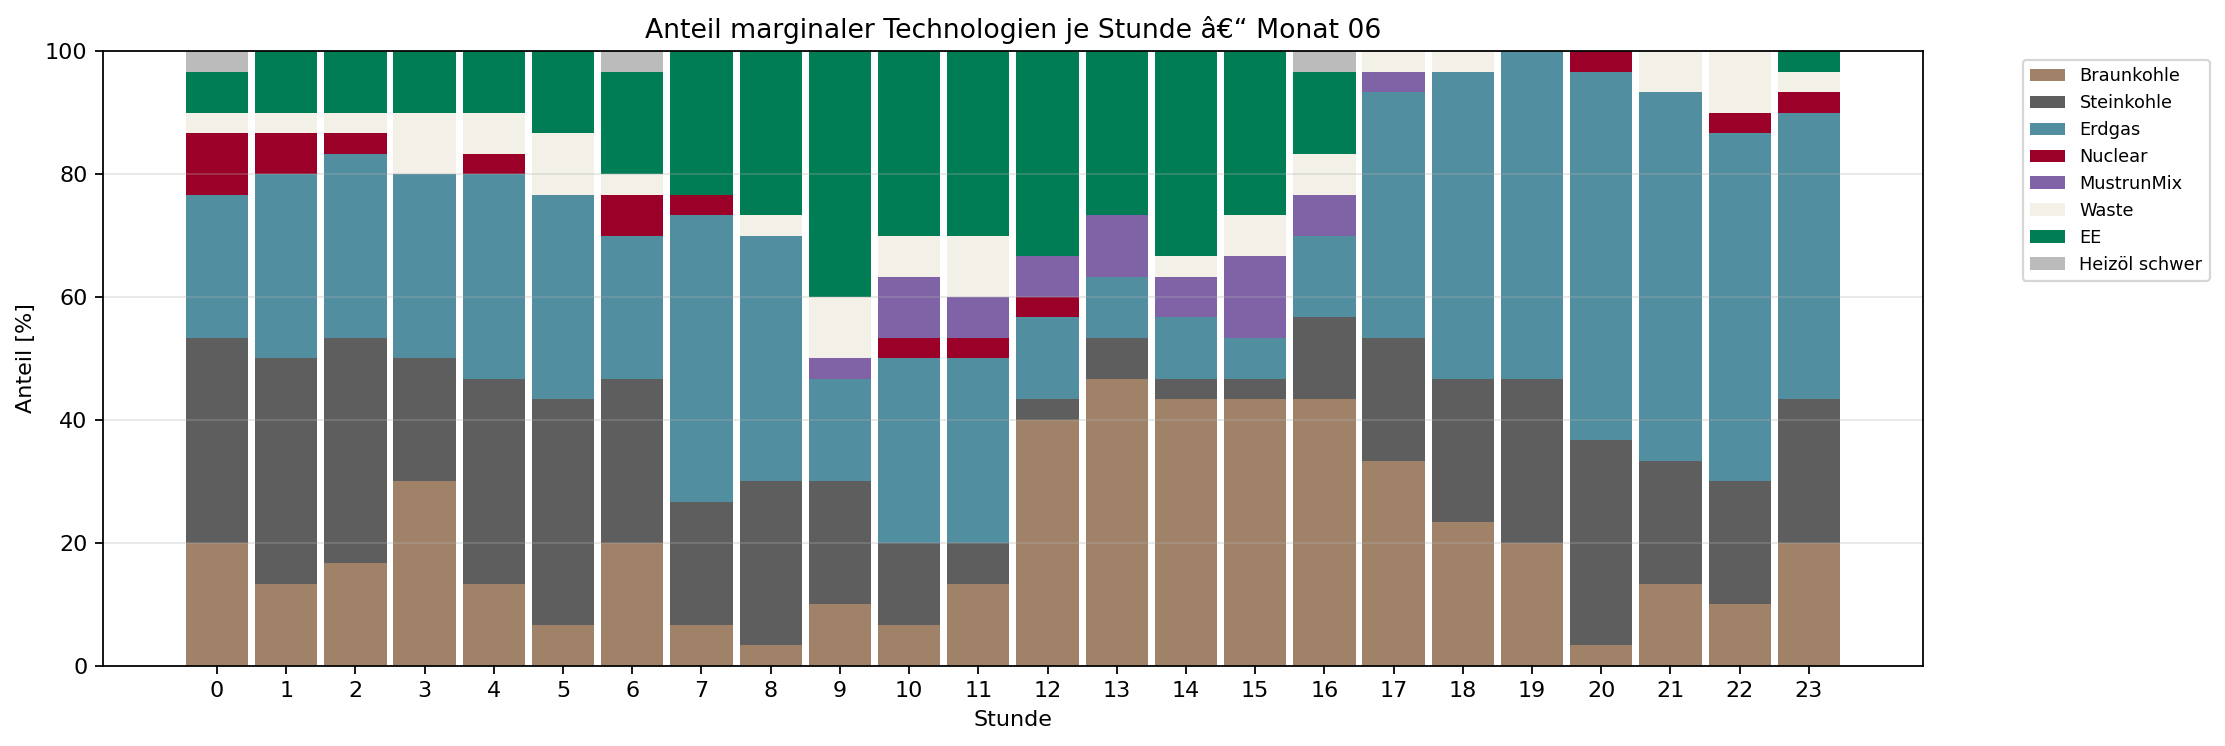 Anteil marginaler Technologien je Stunde â€“ Monat 06
Anteil [%]
100
80
60
40
20
0
0 1 2 3 4 5 6 7 8 9 10 11 12 13 14 15 16 17 18 19 20 21 22 23
Stunde
Braunkohle
Steinkohle
Erdgas
Nuclear
MustrunMix
Waste
EE
Heizöl schwer